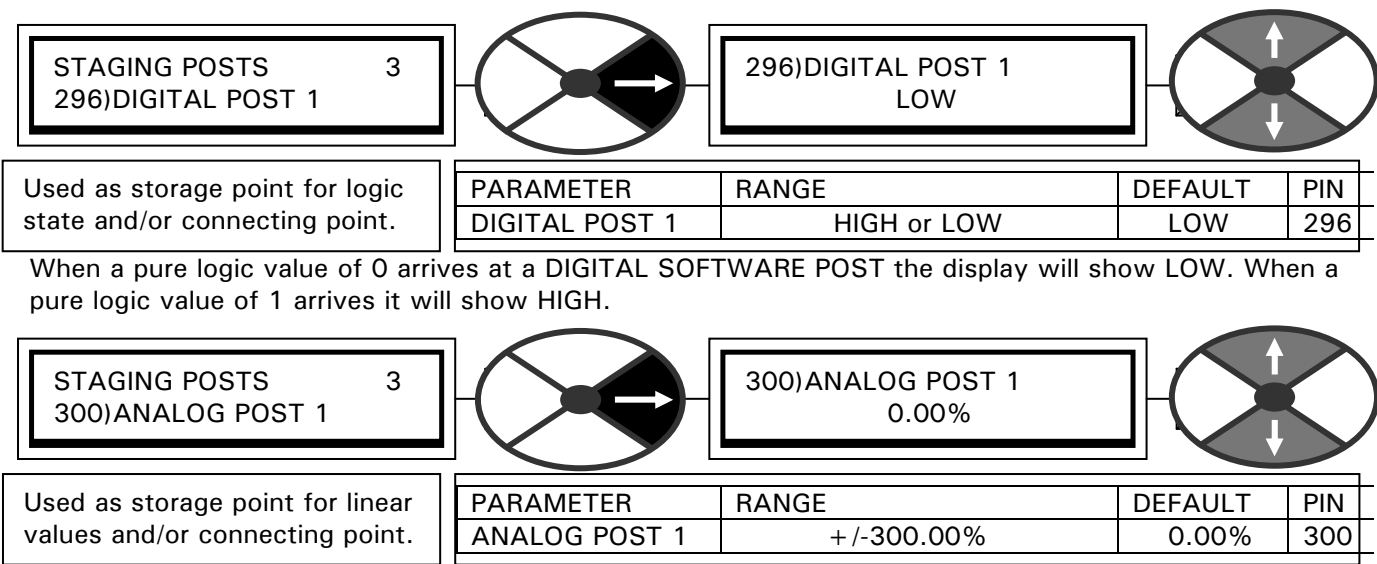 STAGING POSTS 3
296)DIGITAL POST 1
296)DIGITAL POST 1
LOW
Used as storage point for logic
state and/or connecting point.
PARAMETER RANGE DEFAULT PIN
DIGITAL POST 1 HIGH or LOW LOW 296
When a pure logic value of 0 arrives at a DIGITAL SOFTWARE POST the display will show LOW. When a
pure logic value of 1 arrives it will show HIGH.
STAGING POSTS 3
300)ANALOG POST 1
300)ANALOG POST 1
0.00%
Used as storage point for linear
values and/or connecting point.
PARAMETER RANGE DEFAULT PIN
ANALOG POST 1 +/-300.00% 0.00% 300